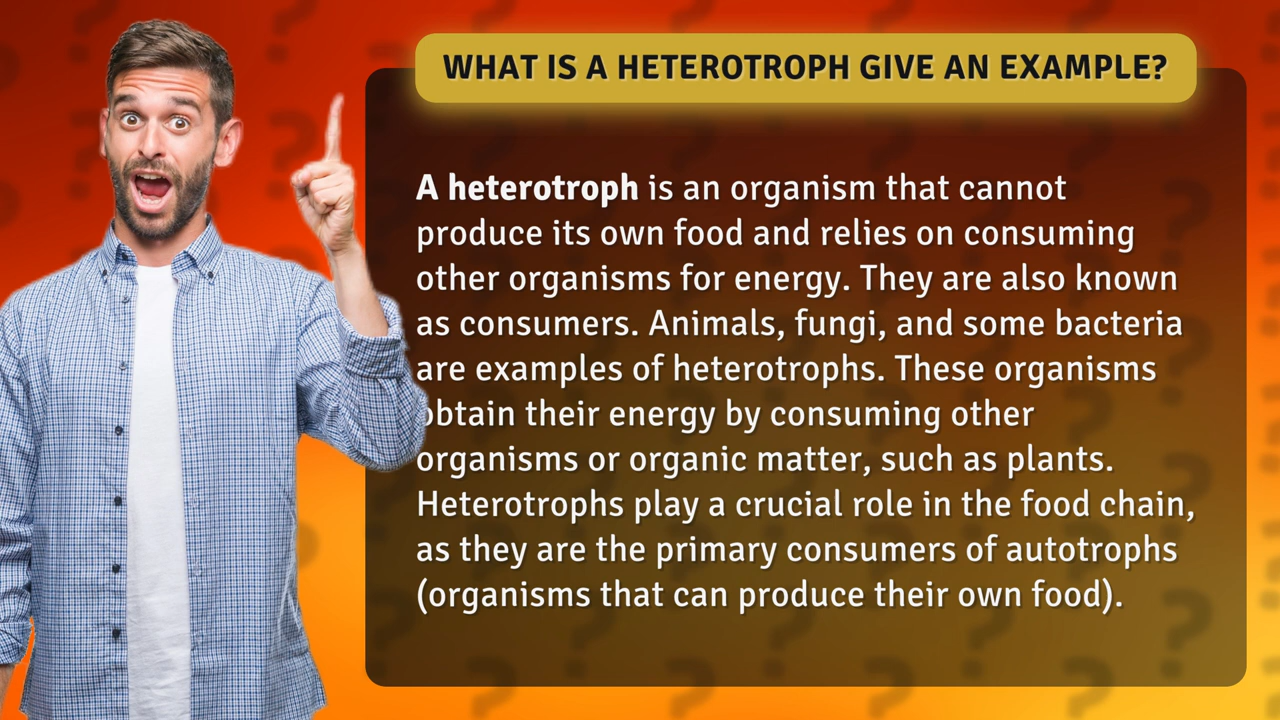 WHAT IS A HETEROTROPH GIVE AN EXAMPLE?
A heterotroph is an organism that cannot
produce its own food and relies on consuming
other organisms for energy. They are also known
as consumers. Animals, fungi, and some bacteria
are examples of heterotrophs. These organisms
obtain their energy by consuming other
organisms or organic matter, such as plants.
Heterotrophs play a crucial role in the food chain,
as they are the primary consumers of autotrophs
(organisms that can produce their own food).